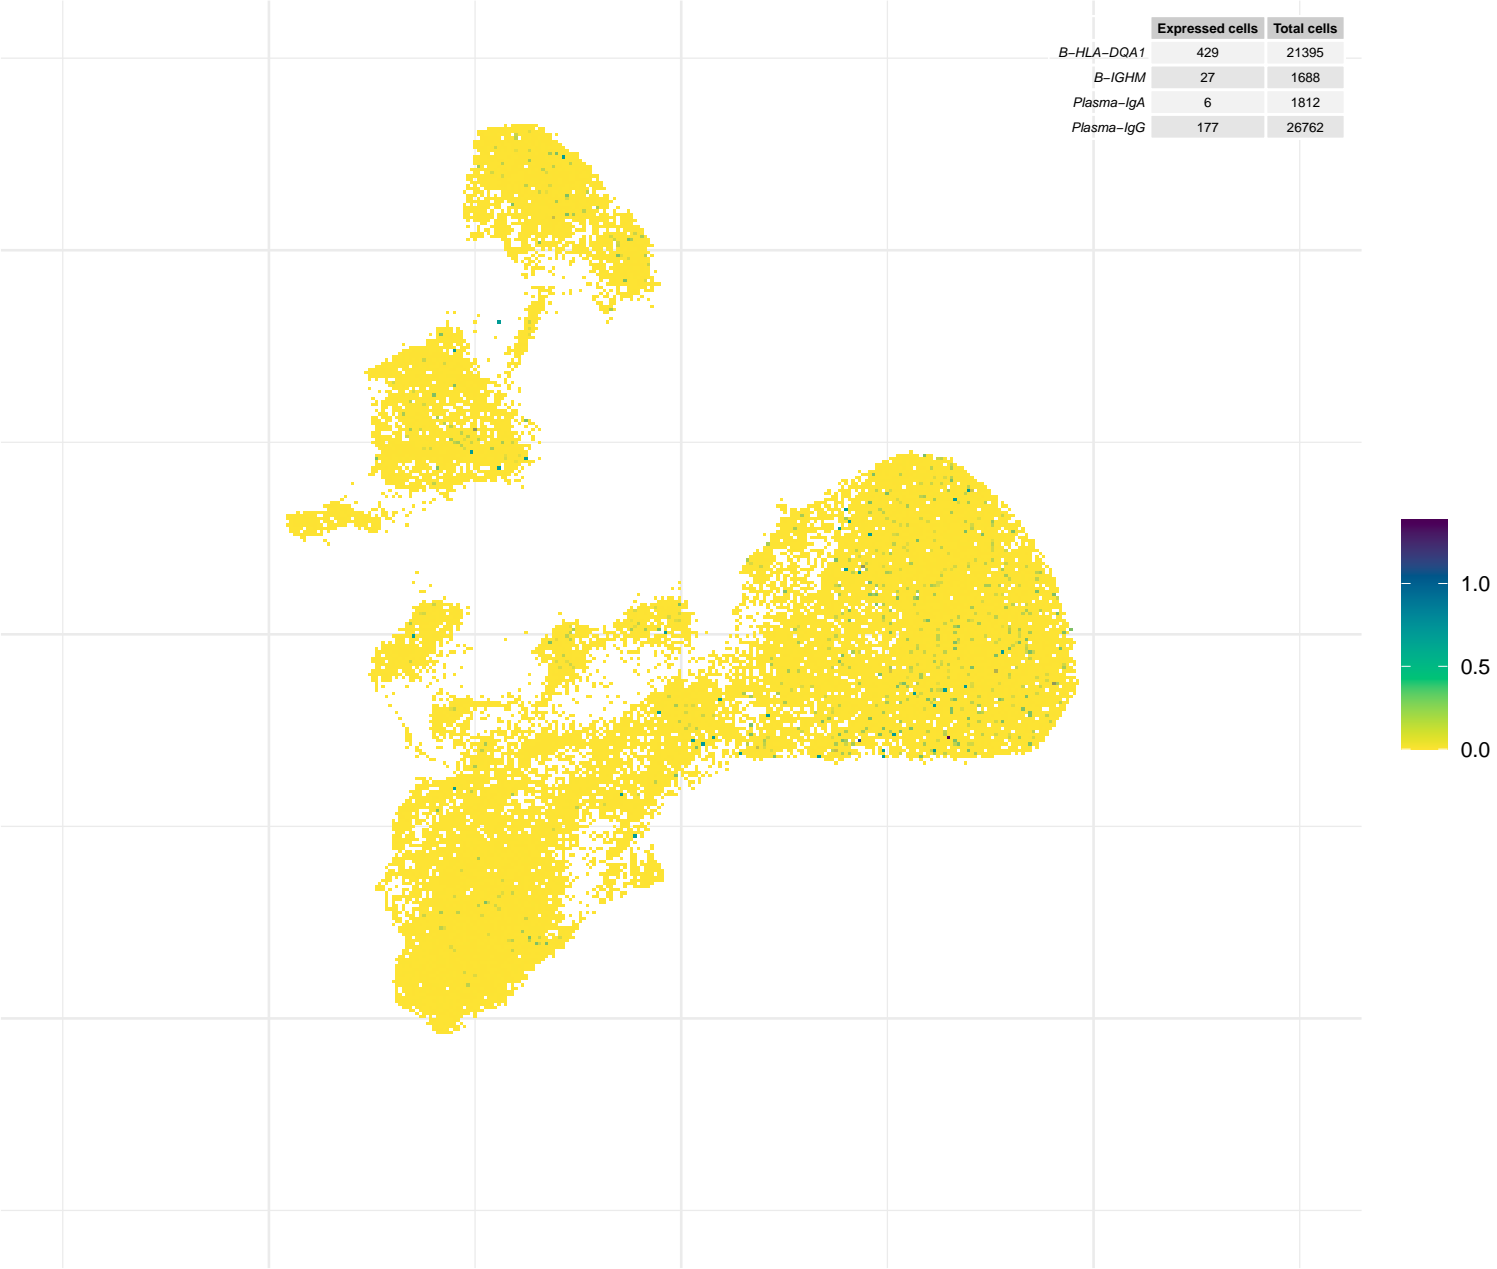 Expressed cells Total cells
B−HLA−DQA1 429 21395
B−IGHM 27 1688
Plasma−IgA 6 1812
Plasma−IgG 177 26762
1.0
0.5
0.0